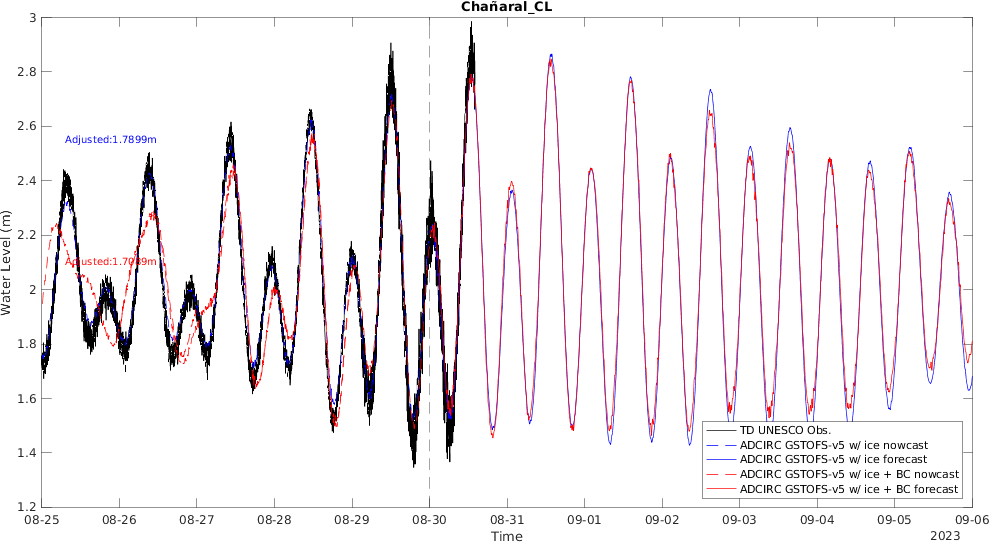 Chañaral_CL
3
2.8
2.6
2.4
2.2
2
1.8
1.6
1.4
1.2
Water Level (m)
Adjusted:1.7899m
Adjusted:1.7089m
TD UNESCO Obs.
ADCIRC GSTOFS-v5 w/ ice nowcast
ADCIRC GSTOFS-v5 w/ ice forecast
ADCIRC GSTOFS-v5 w/ ice + BC nowcast
ADCIRC GSTOFS-v5 w/ ice + BC forecast
08-25 08-26 08-27 08-28 08-29 08-30 08-31 09-01 09-02 09-03 09-04 09-05 09-06
Time
2023